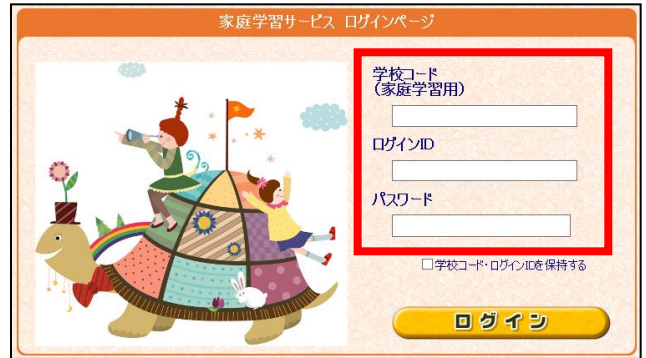 家庭学習サービス ログインページ
学校コード
(家庭学習用)
ログインID
パスワード
□学校コード・ログインIDを保持する
ログイン